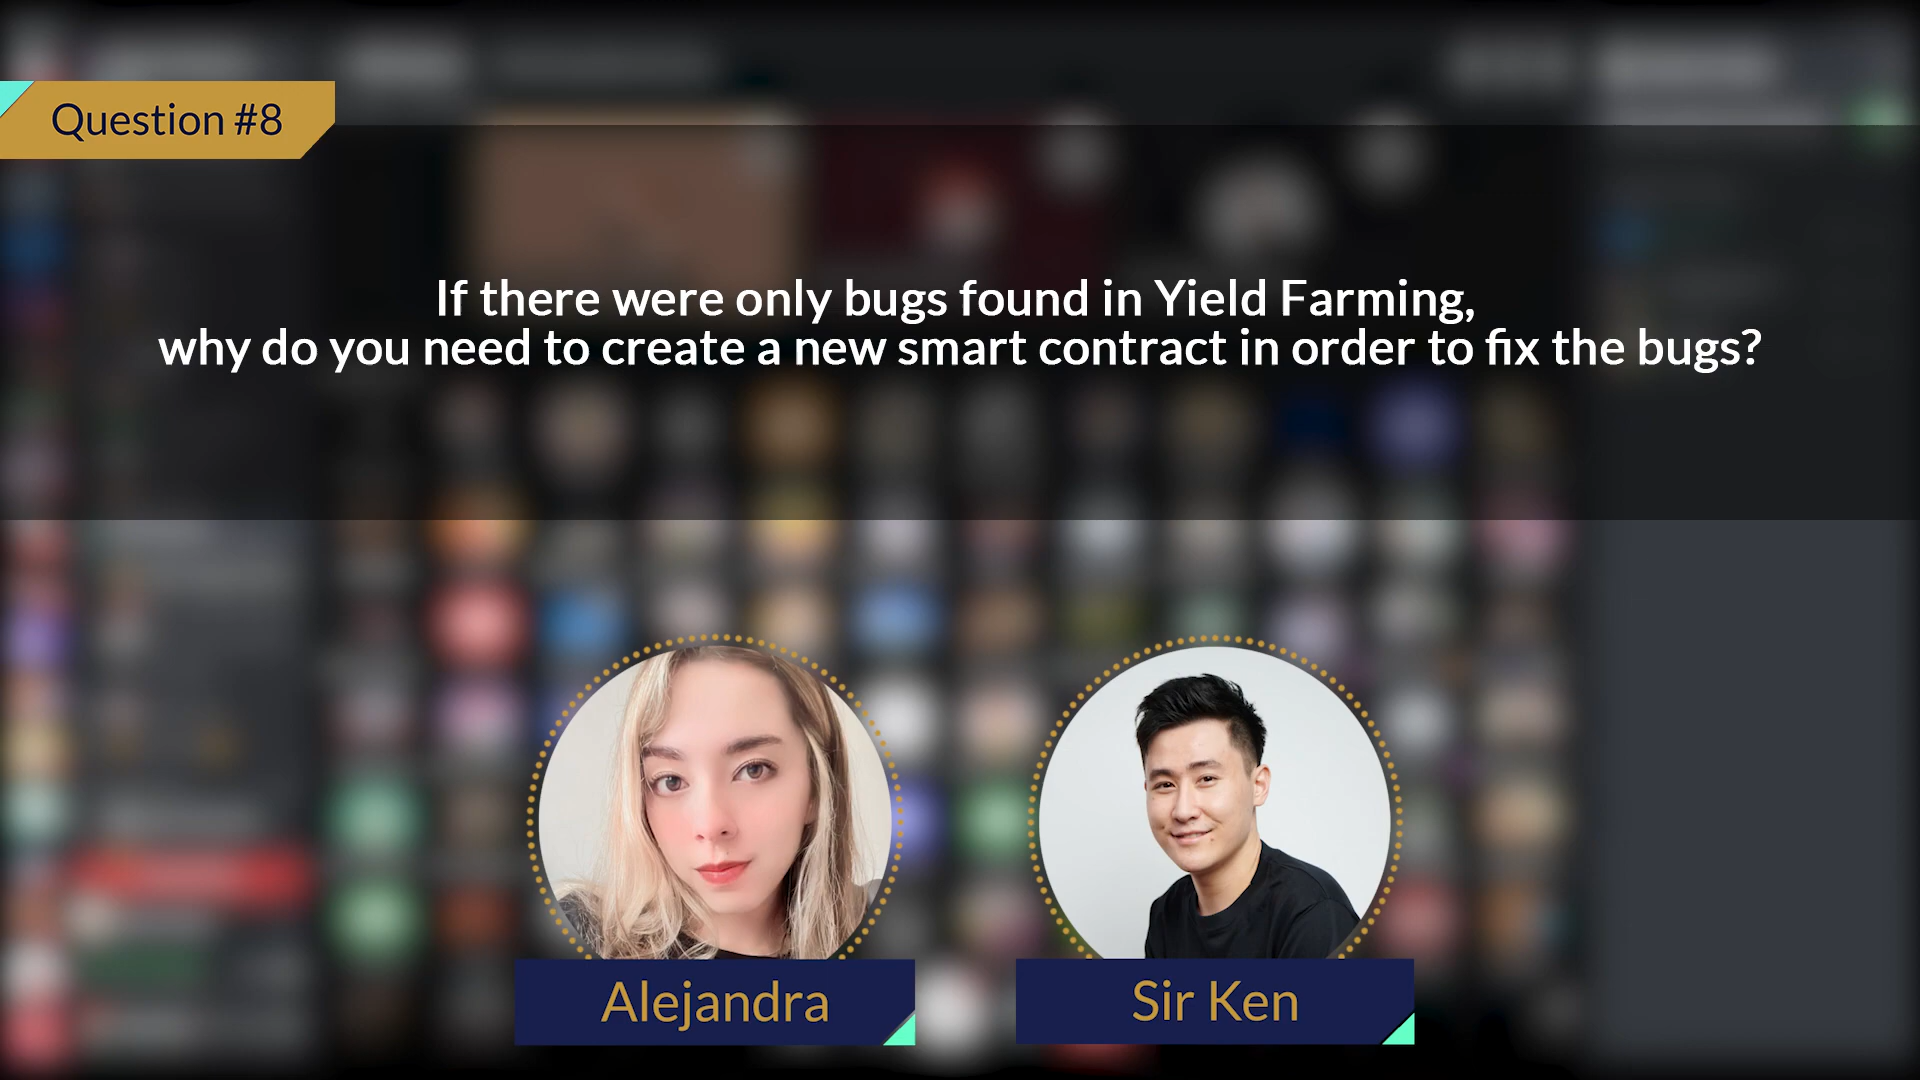 Question #8
If there were only bugs found in Yield Farming,
why do you need to create a new smart contract in order to fix the bugs?
Alejandra
Sir Ken